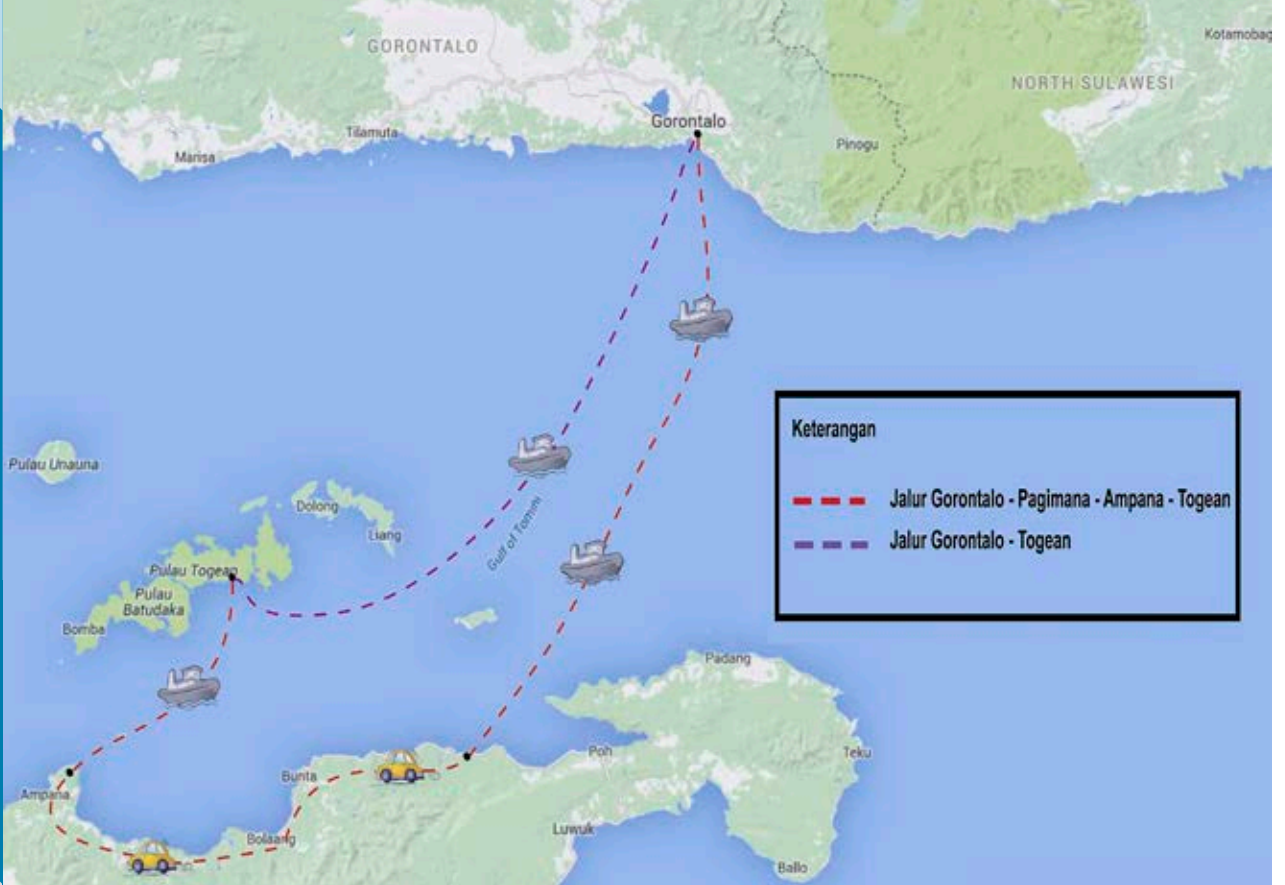 GORONTALO
Kotamobag
NORTH SULAWESI
Gorontalo
Tilamuta
Marisa
Pinogu
Keterangan
Pulau Unauna
Jalur Gorontalo - Pagimana - Ampana - Togean
Dolong
Liang
Gulf of Tomini
Jalur Gorontalo - Togean
Pulau Togean
Pulau
Batudaka
Bomba
Padang
Poh
Teku
Bunta
Ampana
Bolaang
Luwuk
Ballo